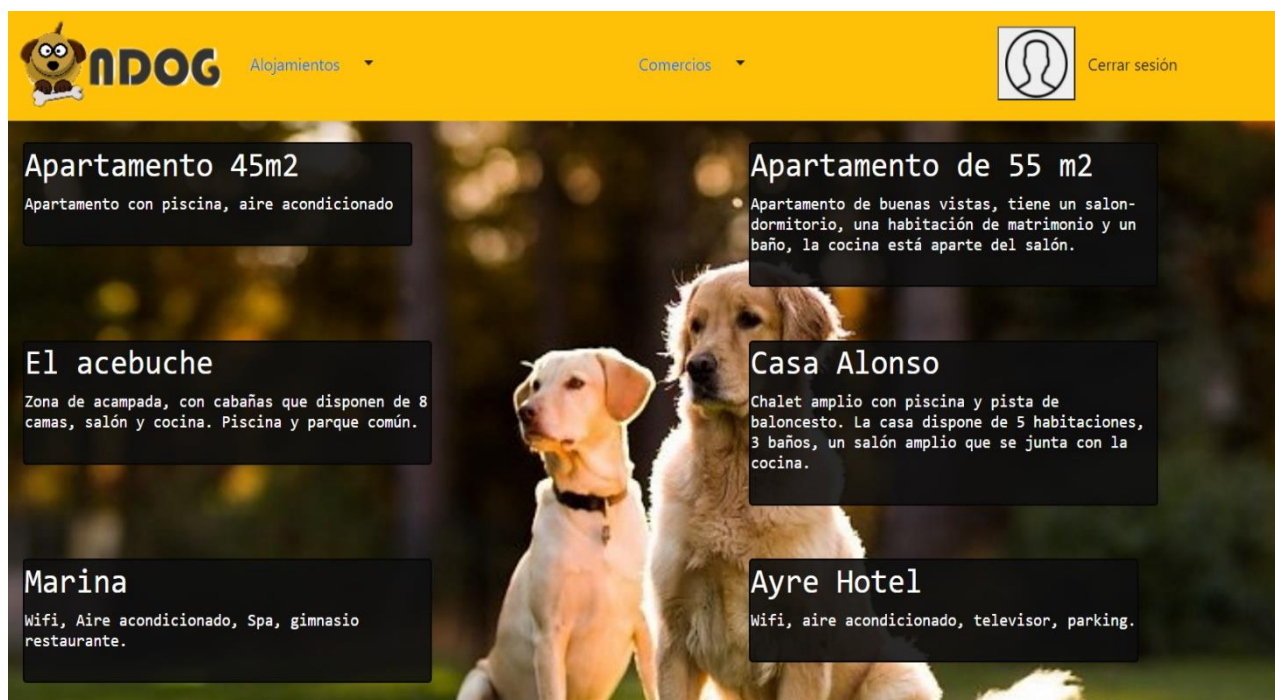 NDOG
Alojamientos
Comercios
Cerrar sesión
Apartamento 45m2
Apartamento con piscina, aire acondicionado
Apartamento de 55 m2
Apartamento de buenas vistas, tiene un salon-
dormitorio, una habitación de matrimonio y un
baño, la cocina está aparte del salón.
El acebuche
Zona de acampada, con cabañas que disponen de 8
camas, salón y cocina. Piscina y parque común.
Casa Alonso
Chalet amplio con piscina y pista de
baloncesto. La casa dispone de 5 habitaciones,
3 baños, un salón amplio que se junta con la
cocina.
Marina
Wifi, Aire acondicionado, Spa, gimnasio
restaurante.
Ayre Hotel
Wifi, aire acondicionado, televisor, parking.